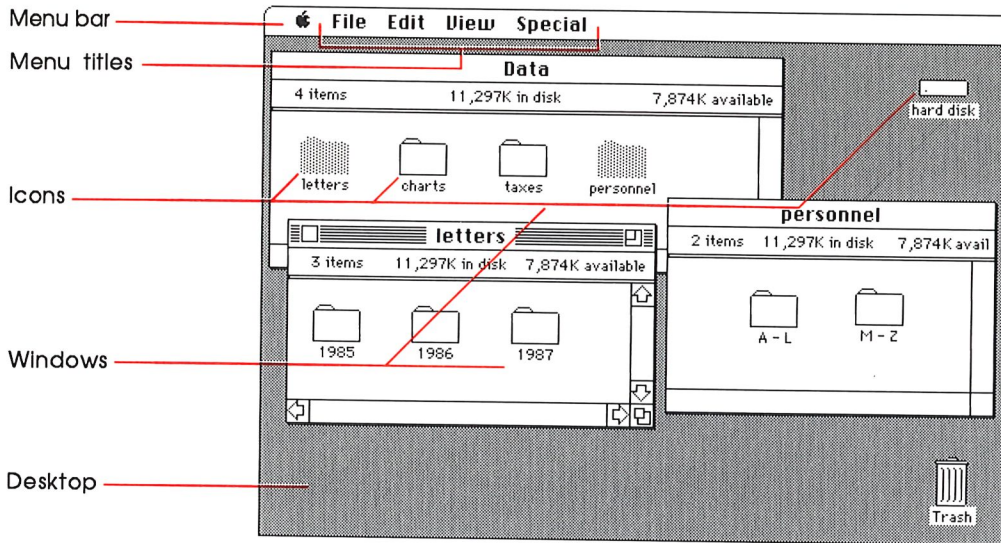 Menu bar
File Edit View Special
Menu titles
Data
4 items 11,297K in disk 7,874K available
hard disk
letters charts taxes personnel
Icons
letters
3 items 11,297K in disk 7,874K available
personnel
2 items 11,297K in disk 7,874K avail
1985 1986 1987
A - L M - Z
Windows
Desktop
Trash